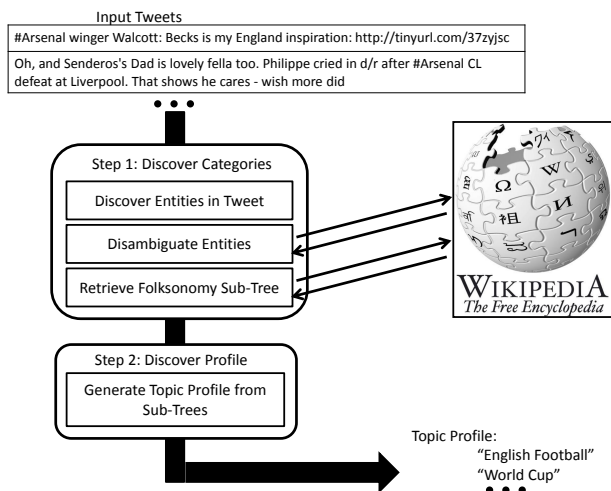 Input Tweets
#Arsenal winger Walcott: Becks is my England inspiration: http://tinyurl.com/37zyjsc
Oh, and Senderos's Dad is lovely fella too. Philippe cried in d/r after #Arsenal CL
defeat at Liverpool. That shows he cares - wish more did
Step 1: Discover Categories
Discover Entities in Tweet
Disambiguate Entities
Retrieve Folksonomy Sub-Tree
Ω
W
И
祖
WIKIPEDIA
The Free Encyclopedia
Step 2: Discover Profile
Generate Topic Profile from
Sub-Trees
Topic Profile:
“English Football”
“World Cup”